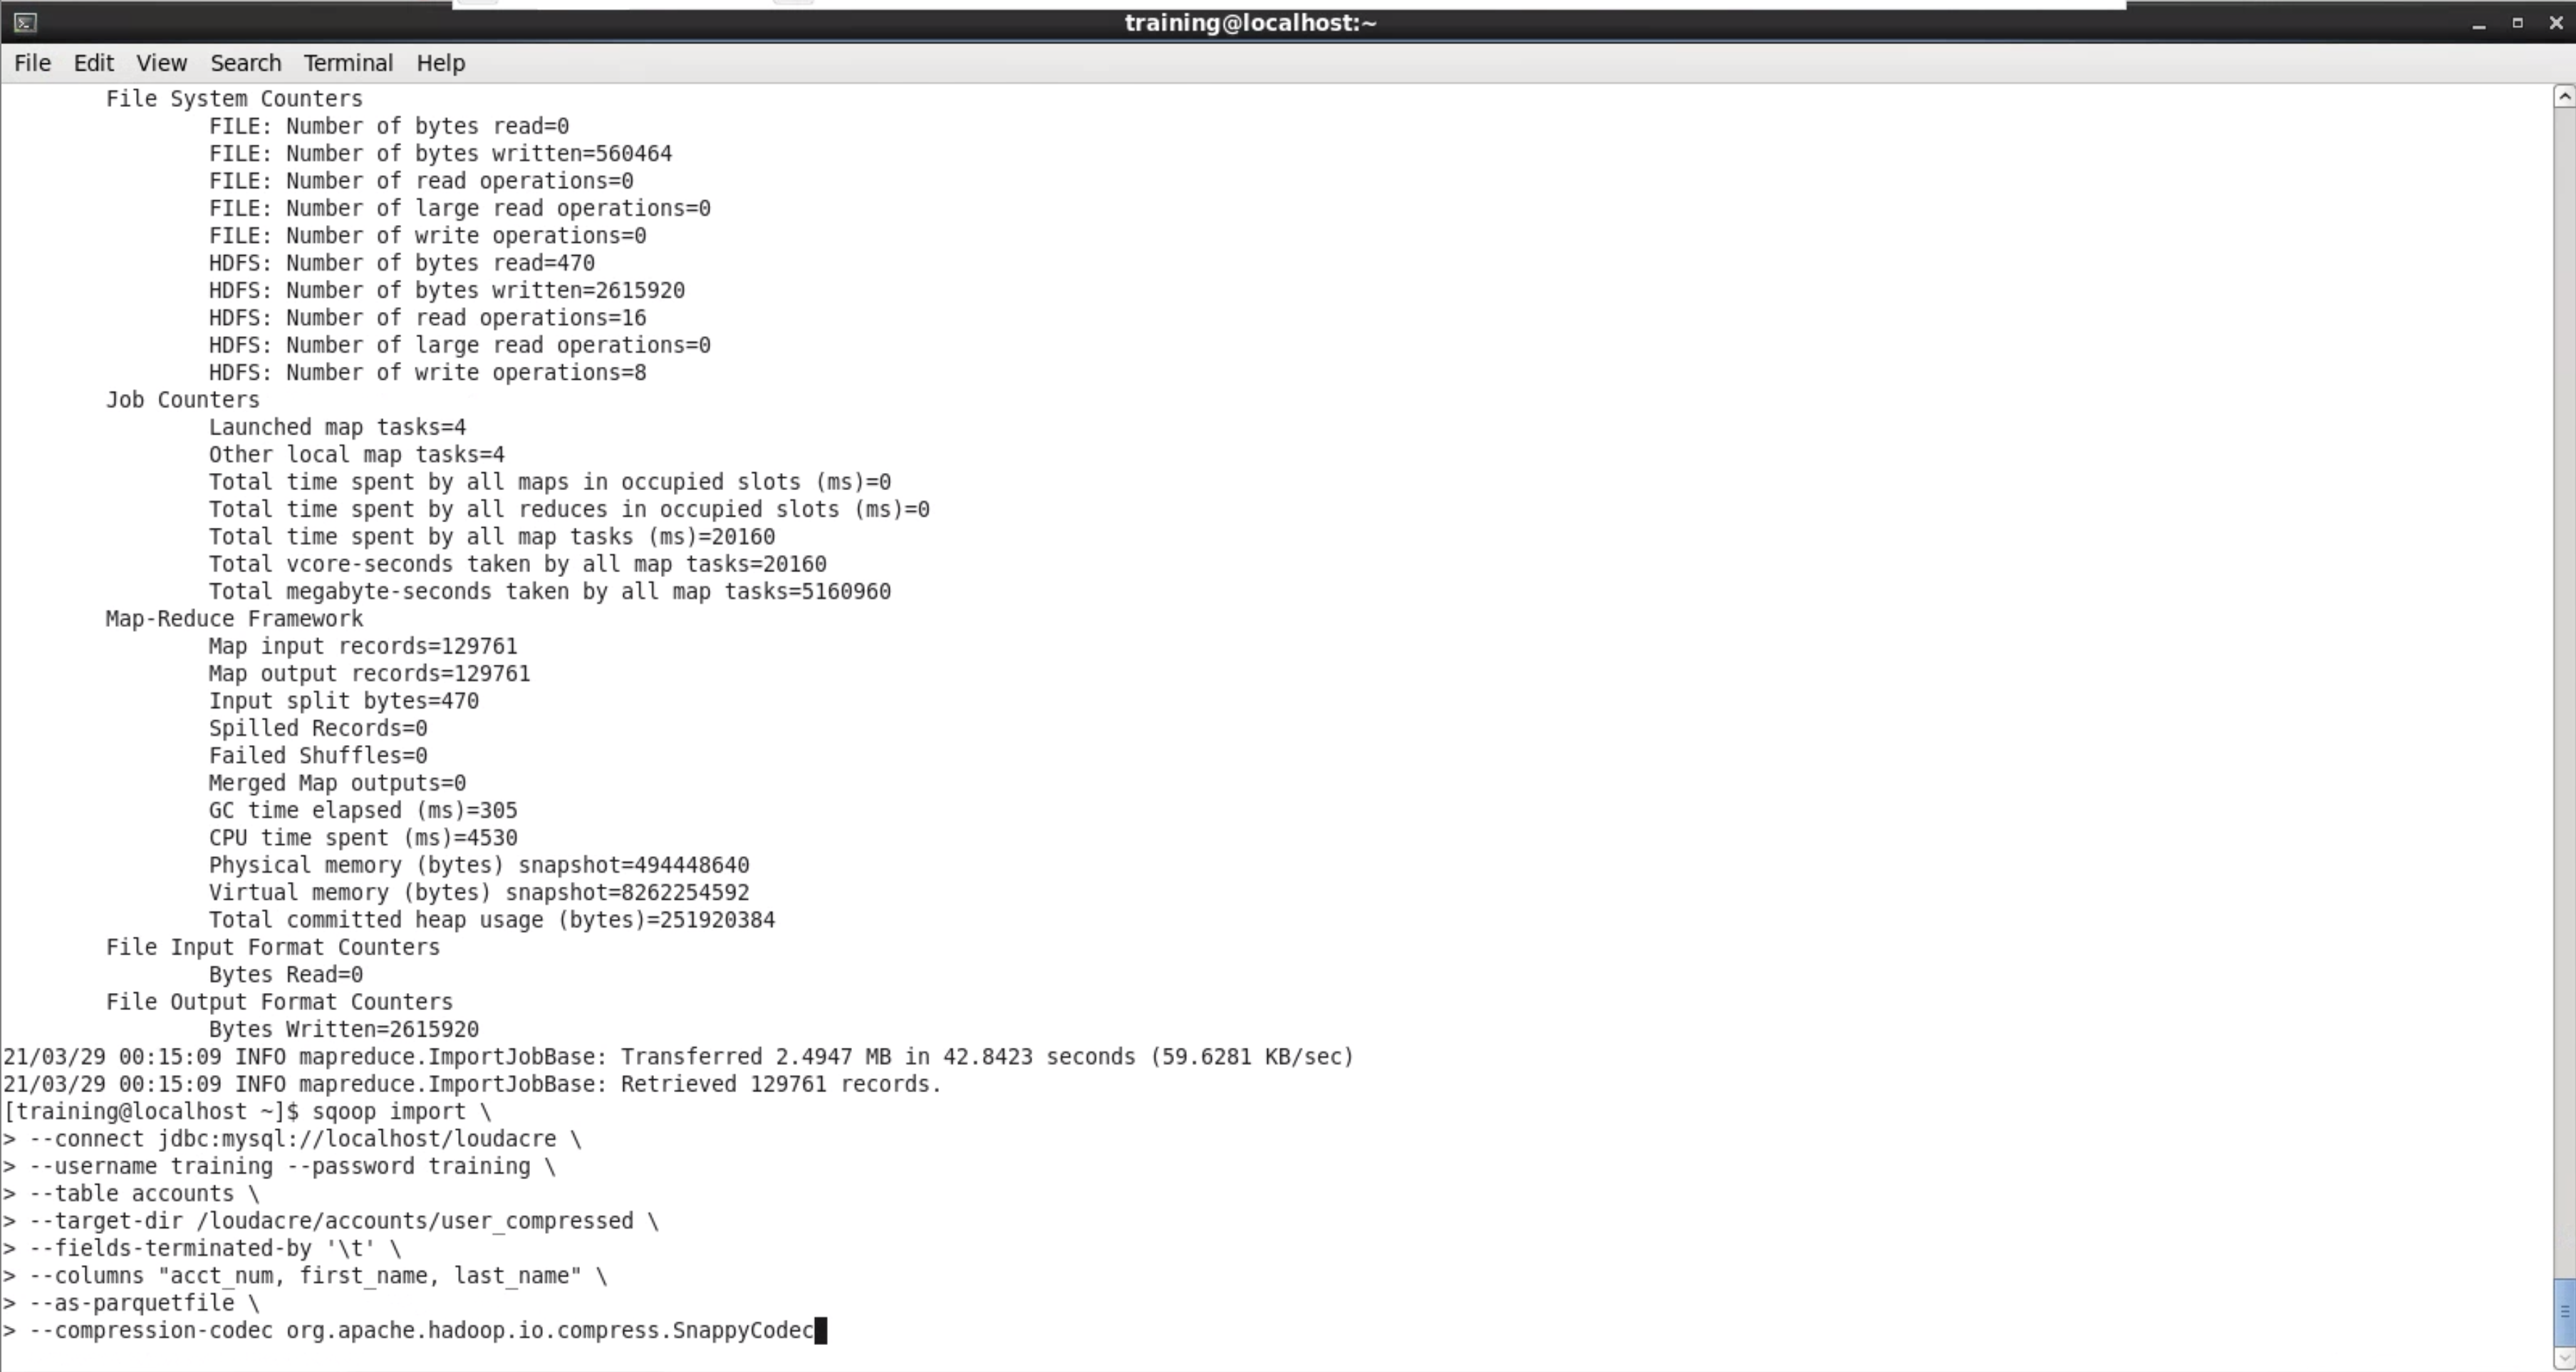 training@localhost:~
File Edit View Search Terminal Help
File System Counters
FILE: Number of bytes read=0
FILE: Number of bytes written=560464
FILE: Number of read operations=0
FILE: Number of large read operations=0
FILE: Number of write operations=0
HDFS: Number of bytes read=470
HDFS: Number of bytes written=2615920
HDFS: Number of read operations=16
HDFS: Number of large read operations=0
HDFS: Number of write operations=8
Job Counters
Launched map tasks=4
Other local map tasks=4
Total time spent by all maps in occupied slots (ms)=0
Total time spent by all reduces in occupied slots (ms)=0
Total time spent by all map tasks (ms)=20160
Total vcore-seconds taken by all map tasks=20160
Total megabyte-seconds taken by all map tasks=5160960
Map-Reduce Framework
Map input records=129761
Map output records=129761
Input split bytes=470
Spilled Records=0
Failed Shuffles=0
Merged Map outputs=0
GC time elapsed (ms)=305
CPU time spent (ms)=4530
Physical memory (bytes) snapshot=494448640
Virtual memory (bytes) snapshot=8262254592
Total committed heap usage (bytes)=251920384
File Input Format Counters
Bytes Read=0
File Output Format Counters
Bytes Written=2615920
21/03/29 00:15:09 INFO mapreduce.ImportJobBase: Transferred 2.4947 MB in 42.8423 seconds (59.6281 KB/sec)
21/03/29 00:15:09 INFO mapreduce.ImportJobBase: Retrieved 129761 records.
[training@localhost ~]$ sqoop import \
> --connect jdbc:mysql://localhost/loudacre \
> --username training --password training \
> --table accounts \
> --target-dir /loudacre/accounts/user_compressed \
> --fields-terminated-by '\t' \
> --columns "acct_num, first_name, last_name" \
> --as-parquetfile \
> --compression-codec org.apache.hadoop.io.compress.SnappyCodec